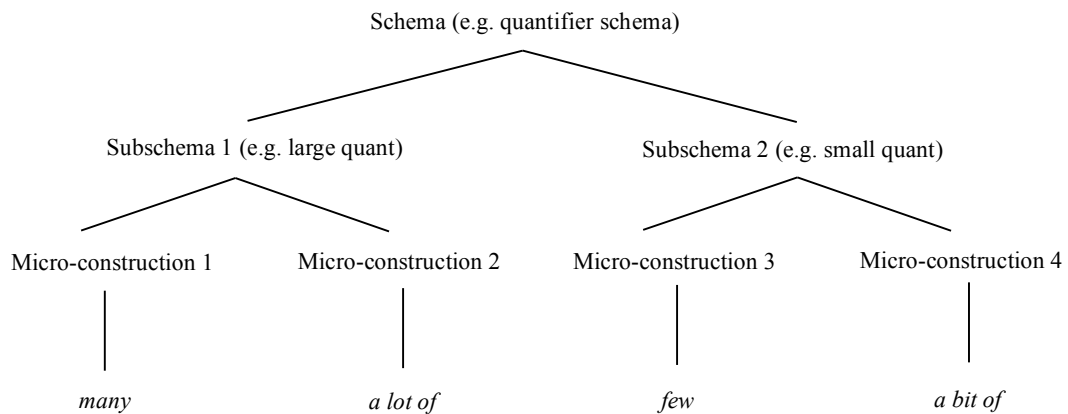 Schema (e.g. quantifier schema)
Subschema 1 (e.g. large quant)
Subschema 2 (e.g. small quant)
Micro-construction 1
Micro-construction 2
Micro-construction 3
Micro-construction 4
many
a lot of
few
a bit of